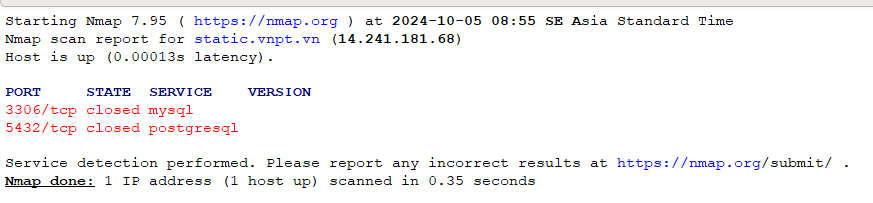 Starting Nmap 7.95 ( https://nmap.org ) at 2024-10-05 08:55 SE Asia Standard Time
Nmap scan report for static.vnpt.vn (14.241.181.68)
Host is up (0.00013s latency).
PORT     STATE  SERVICE    VERSION
3306/tcp closed mysql
5432/tcp closed postgresql
Service detection performed. Please report any incorrect results at https://nmap.org/submit/ .
Nmap done: 1 IP address (1 host up) scanned in 0.35 seconds